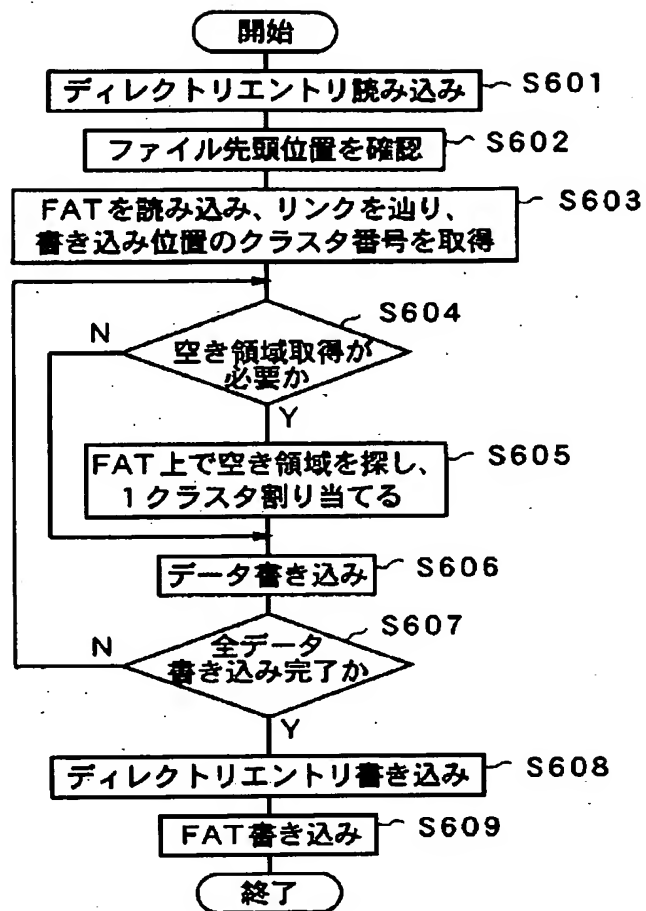 開始
ディレクトリエントリ読み込み
S601
ファイル先頭位置を確認
S602
FATを読み込み、リンクを辿り、
書き込み位置のクラスタ番号を取得
S603
S604
N
空き領域取得が
必要か
Y
FAT上で空き領域を探し、
1クラスタ割り当てる
S605
データ書き込み
S606
S607
N
全データ
書き込み完了か
Y
ディレクトリエントリ書き込み
S608
FAT書き込み
S609
終了